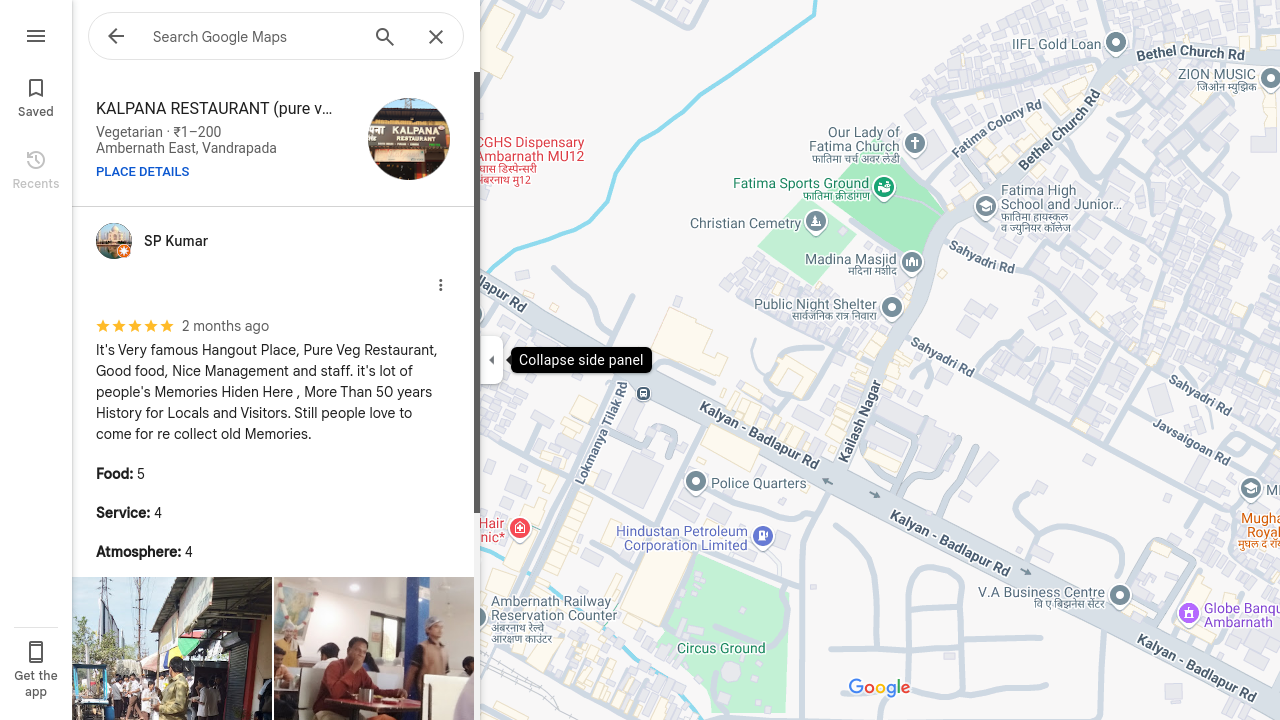 Search Google Maps
Saved
Recents
Get the
app
KALPANA RESTAURANT (pure v...
Vegetarian · ₹1–200
Ambernath East, Vandrapada
PLACE DETAILS
KALPANA
RESTAURANT
SP Kumar
2 months ago
It's Very famous Hangout Place, Pure Veg Restaurant,
Good food, Nice Management and staff. it's lot of
people's Memories Hiden Here , More Than 50 years
History for Locals and Visitors. Still people love to
come for re collect old Memories.
Food: 5
Service: 4
Atmosphere: 4
Collapse side panel
IIFL Gold Loan
Bethel Church Rd
ZION MUSIC
जिओन म्युझिक
Fatima Colony Rd
Bethel Church Rd
Our Lady of
Fatima Church
फातिमा चर्च अवर लेडी
CGHS Dispensary
Ambarnath MU12
घास डिस्पेन्सरी
अंबरनाथ मु12
Fatima Sports Ground
फातिमा क्रीडांगण
Fatima High
School and Junior...
फातिमा हायस्कूल
व ज्युनियर कॉलेज
Christian Cemetry
Madina Masjid
मदिना मशीद
Sahyadri Rd
Public Night Shelter
सार्वजनिक रात्र निवारा
dlapur Rd
Sahyadri Rd
Sahyadri Rd
Lokmanya Tilak Rd
Kalyan - Badlapur Rd
Kailash Nagar
Javsaigoan Rd
Police Quarters
Hair
nic*
Hindustan Petroleum
Corporation Limited
Kalyan - Badlapur Rd
Mugha
Royal
मुघल द रॉ
V.A Business Centre
वि ए बिझनेस सेंटर
Ambernath Railway
Reservation Counter
अंबरनाथ रेल्वे
आरक्षण काउंटर
Globe Banqu
Ambarnath
Circus Ground
Kalyan - Badlapur Rd
Google